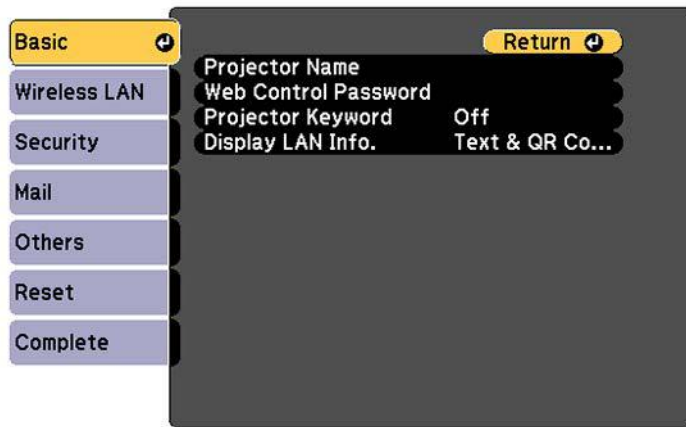 Basic
Wireless LAN
Security
Mail
Others
Reset
Complete
Return
Projector Name
Web Control Password
Projector Keyword Off
Display LAN Info. Text & QR Co...